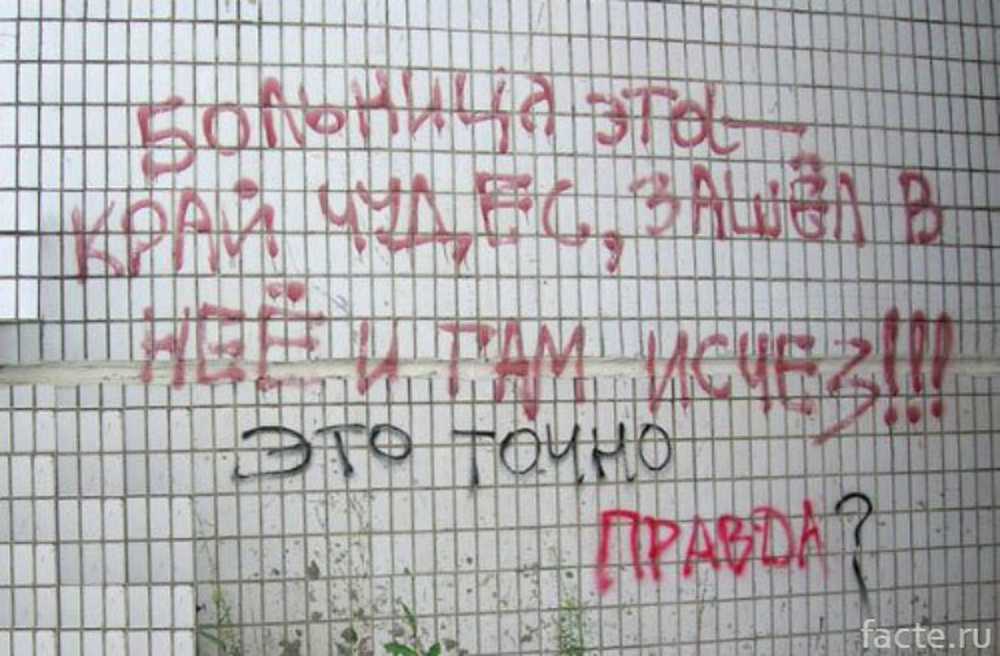 БОЛЬНИЦА ЭТО —
КРАЙ ЧУДЕС, ЗАШЁЛ В
НЕЁ И ТАМ ИСЧЕЗ!!!
ЭТО ТОЧНО
ПРАВДА?
facte.ru